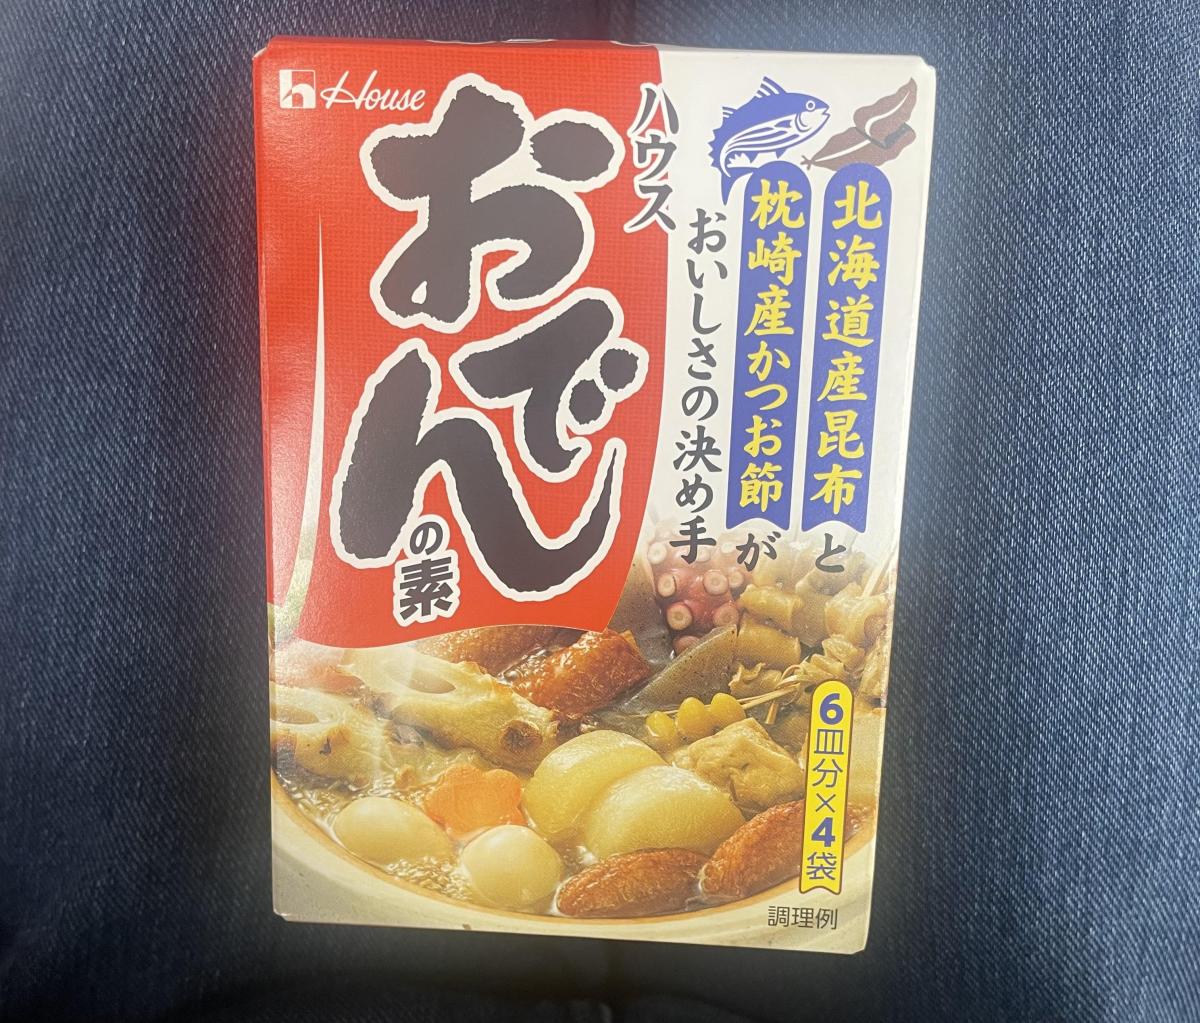 House
ハウス
おでん
の素
北海道産昆布と
枕崎産かつお節が
おいしさの決め手
6皿分×4袋
調理例